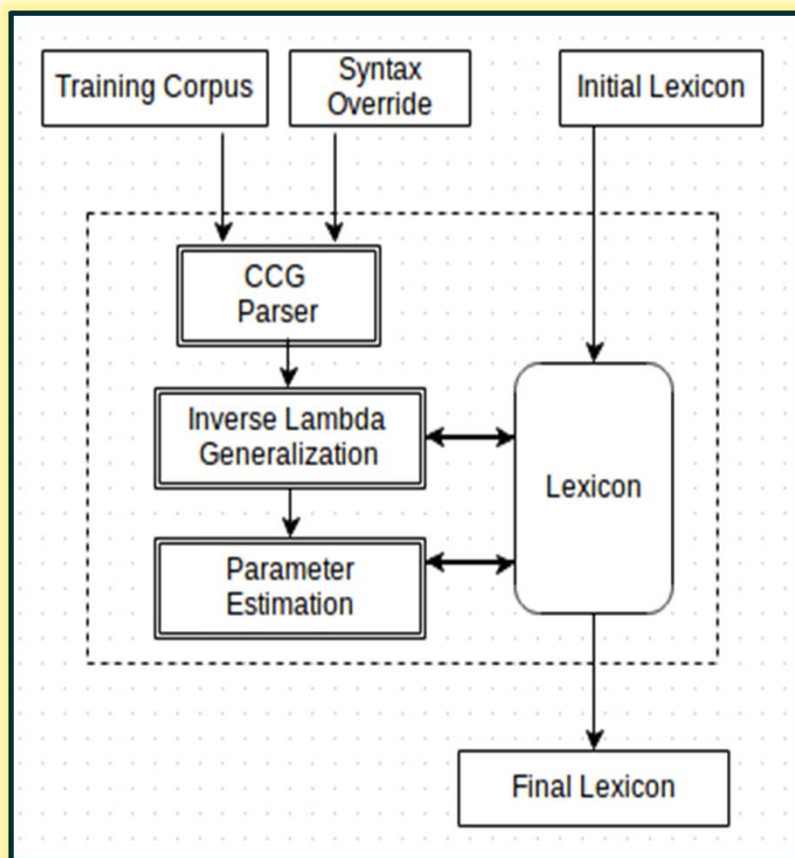 Training Corpus
Syntax
Override
Initial Lexicon
CCG
Parser
Inverse Lambda
Generalization
Lexicon
Parameter
Estimation
Final Lexicon